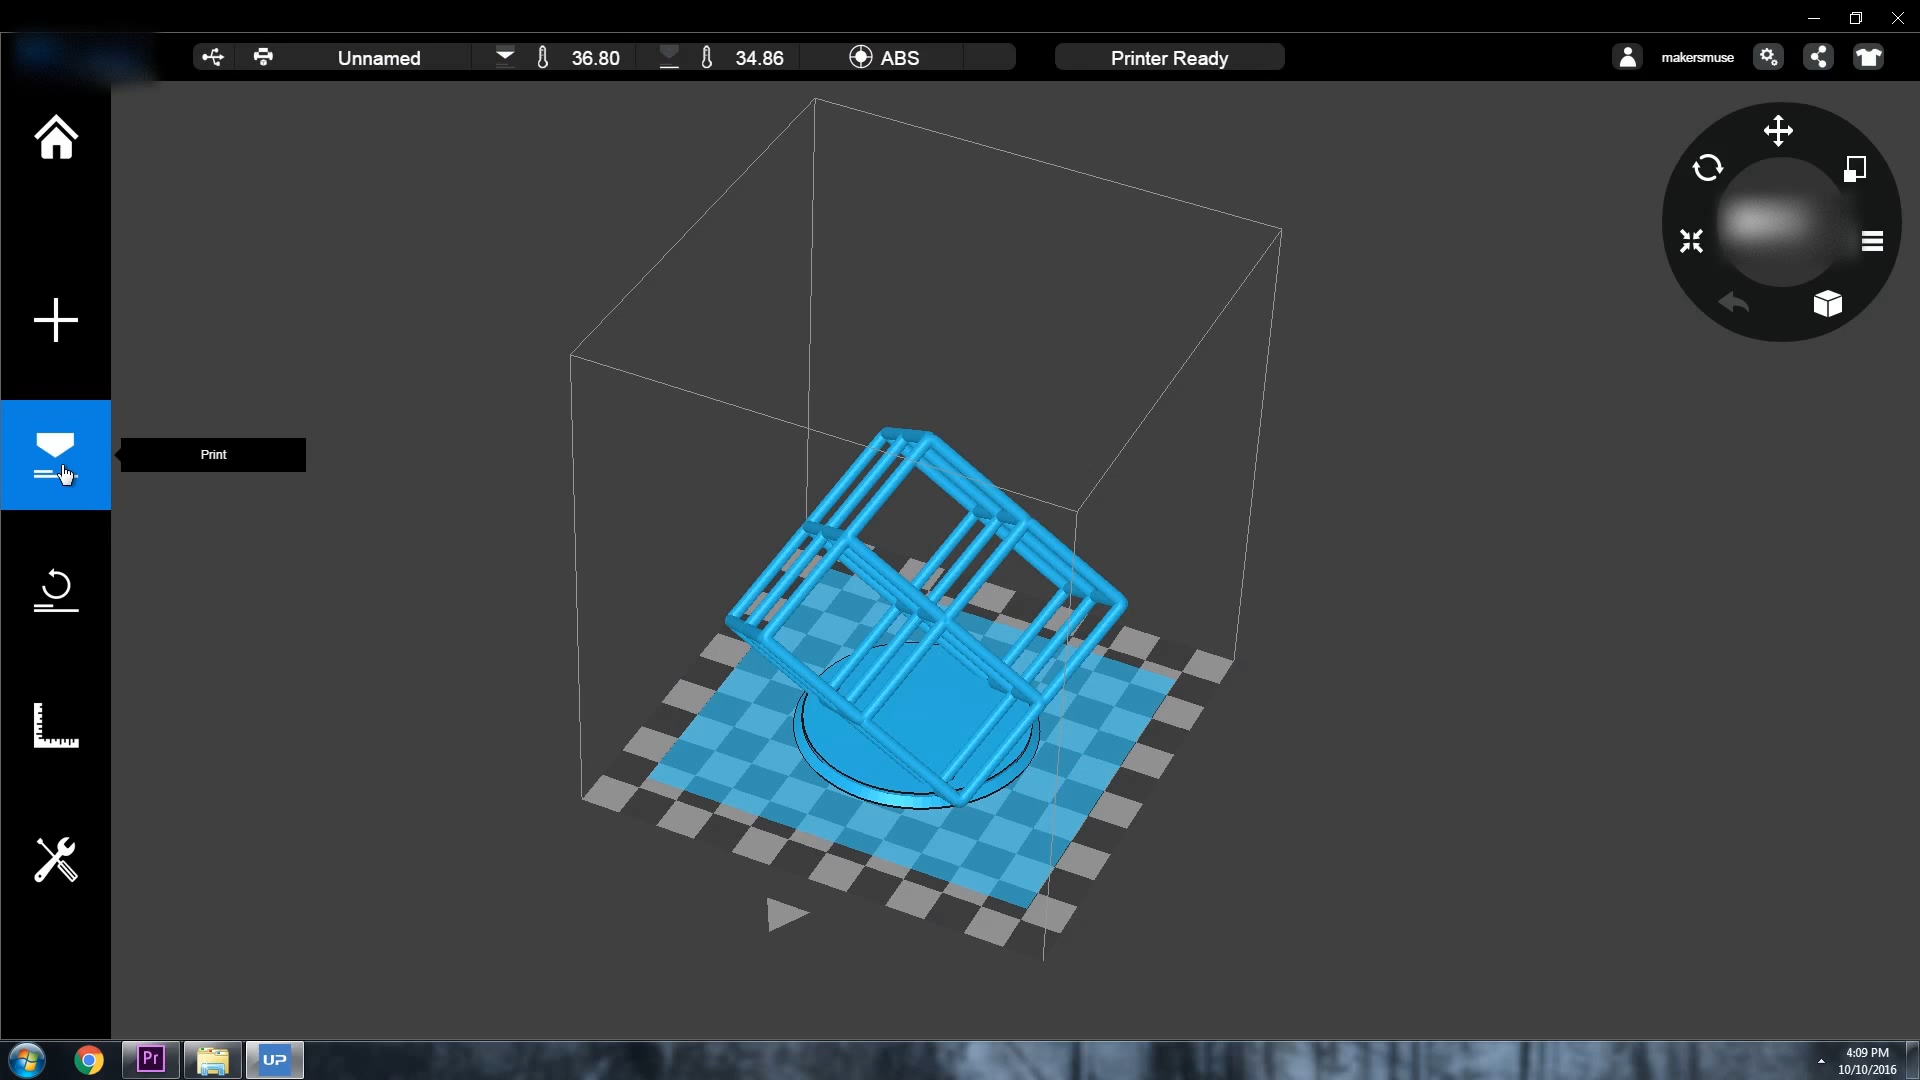 Unnamed 36.80 34.86 ABS Printer Ready makersmuse
Print
Pr UP
4:09 PM
10/10/2016